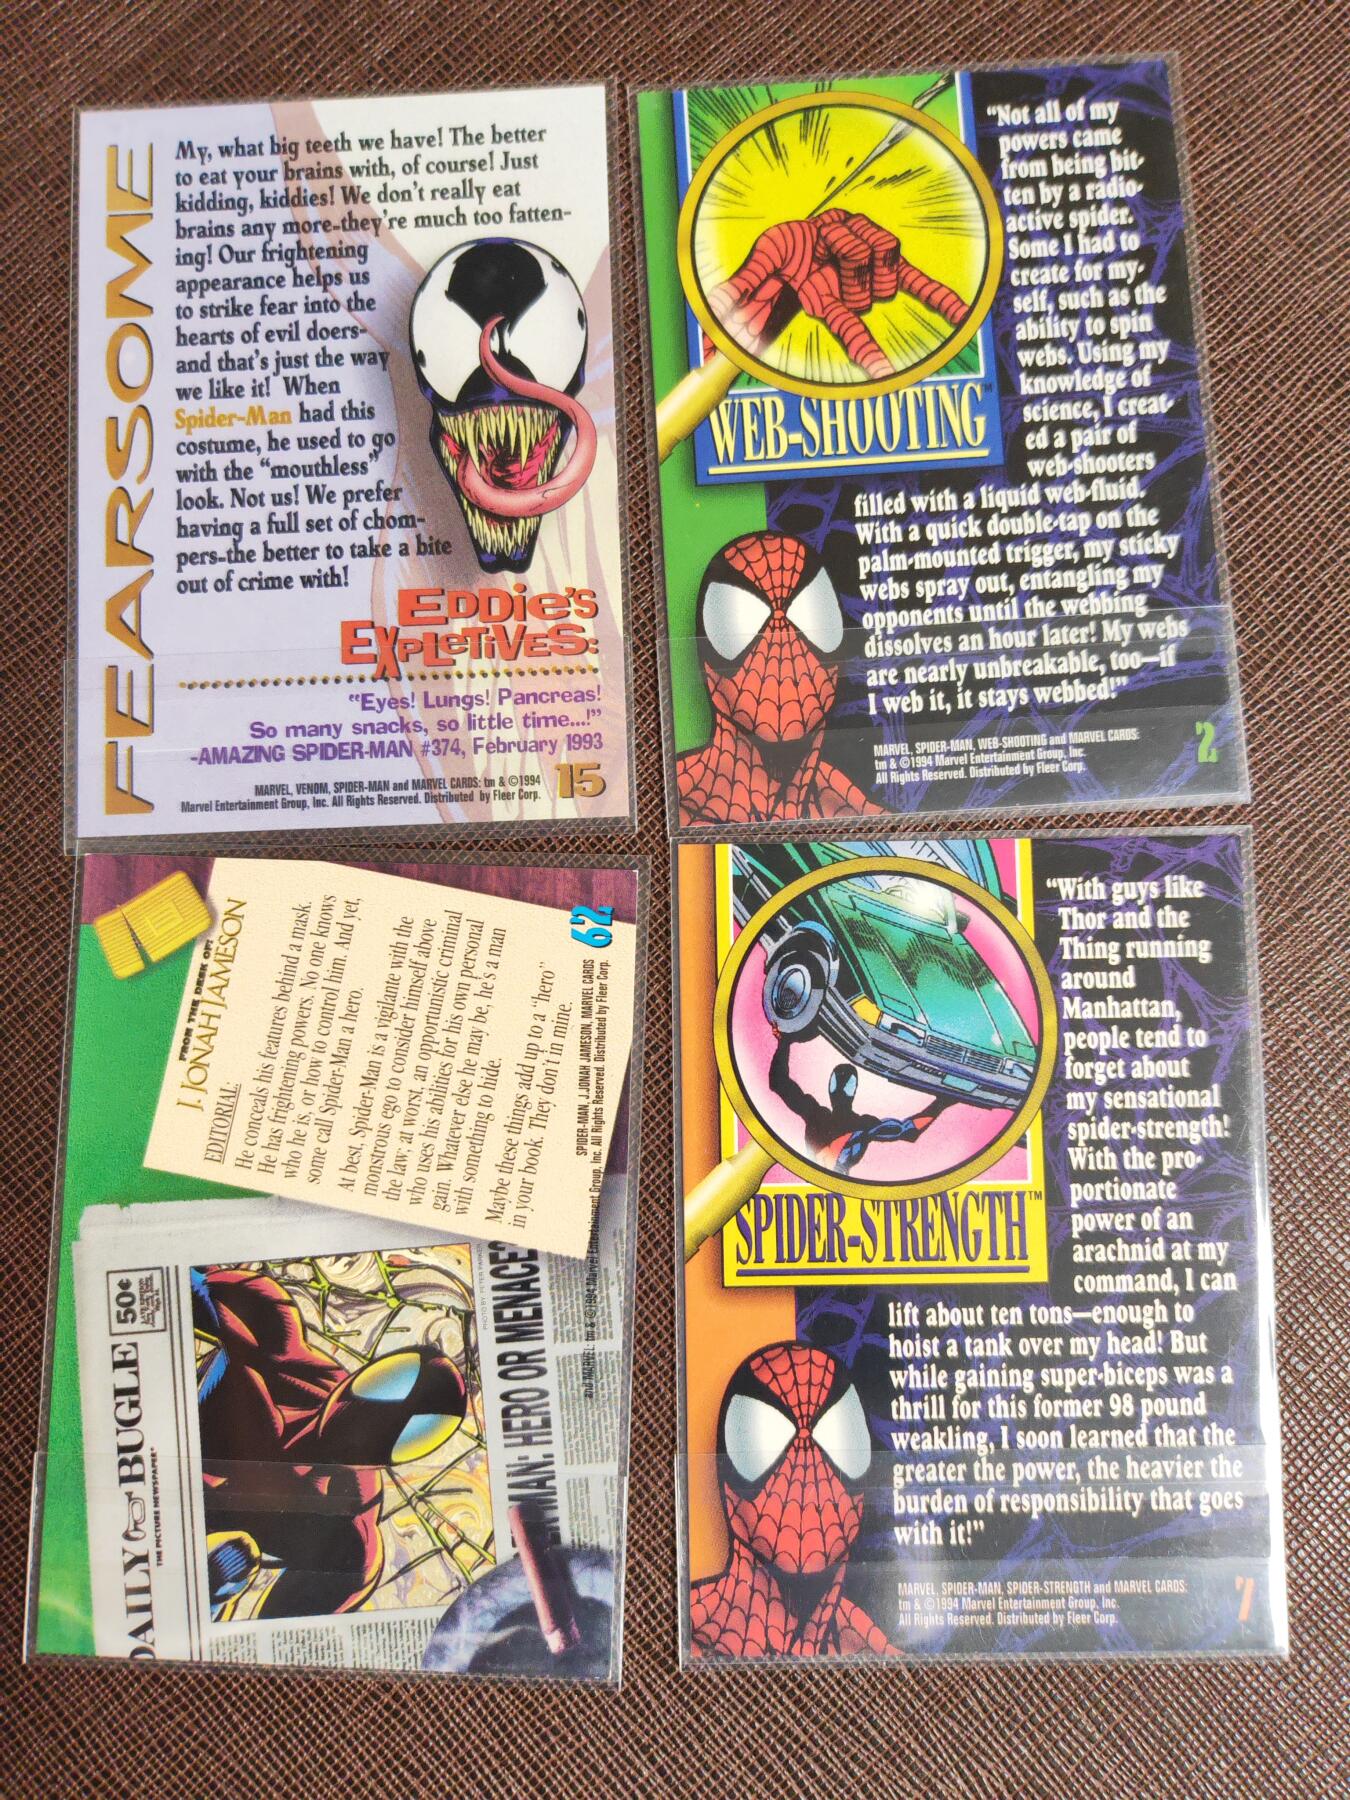 FEARSOME
My, what big teeth we have! The better
to eat your brains with, of course! Just
kidding, kiddies! We don't really eat
brains any more-they're much too fatten-
ing! Our frightening
appearance helps us
to strike fear into the
hearts of evil doers-
and that's just the way
we like it! When
Spider-Man had this
costume, he used to go
with the "mouthless"
look. Not us! We prefer
having a full set of chom-
pers-the better to take a bite
out of crime with!
EDDIE'S
EXPLETIVES:
"Eyes! Lungs! Pancreas!
So many snacks, so little time...!"
-AMAZING SPIDER-MAN #374, February 1993
MARVEL, VENOM, SPIDER-MAN and MARVEL CARDS: tm & ©1994
Marvel Entertainment Group, Inc. All Rights Reserved. Distributed by Fleer Corp.
15
WEB-SHOOTING™
"Not all of my
powers came
from being bit-
ten by a radio-
active spider.
Some I had to
create for my-
self, such as the
ability to spin
webs. Using my
knowledge of
science, I creat-
ed a pair of
web-shooters
filled with a liquid web-fluid.
With a quick double-tap on the
palm-mounted trigger, my sticky
webs spray out, entangling my
opponents until the webbing
dissolves an hour later! My webs
are nearly unbreakable, too—if
I web it, it stays webbed!"
MARVEL, SPIDER-MAN, WEB-SHOOTING and MARVEL CARDS:
tm & ©1994 Marvel Entertainment Group, Inc.
All Rights Reserved. Distributed by Fleer Corp.
2
FROM THE DESK OF:
J. JONAH JAMESON
EDITORIAL:
He conceals his features behind a mask.
He has frightening powers. No one knows
who he is, or how to control him. And yet,
some call Spider-Man a hero.
At best, Spider-Man is a vigilante with the
monstrous ego to consider himself above
the law; at worst, an opportunistic criminal
who uses his abilities for his own personal
gain. Whatever else he may be, he's a man
with something to hide.
Maybe these things add up to a "hero"
in your book. They don't in mine.
SPIDER-MAN, J.JONAH JAMESON, MARVEL CARDS
and MARVEL: tm & ©1994 Marvel Entertainment Group, Inc. All Rights Reserved. Distributed by Fleer Corp.
62
DAILY BUGLE
50¢
THE PICTURE NEWSPAPER
PHOTO BY: PETER PARKER
MAN: HERO OR MENACE?
SPIDER-STRENGTH™
"With guys like
Thor and the
Thing running
around
Manhattan,
people tend to
forget about
my sensational
spider-strength!
With the pro-
portionate
power of an
arachnid at my
command, I can
lift about ten tons—enough to
hoist a tank over my head! But
while gaining super-biceps was a
thrill for this former 98 pound
weakling, I soon learned that the
greater the power, the heavier the
burden of responsibility that goes
with it!"
MARVEL, SPIDER-MAN, SPIDER-STRENGTH and MARVEL CARDS:
tm & ©1994 Marvel Entertainment Group, Inc.
All Rights Reserved. Distributed by Fleer Corp.
7